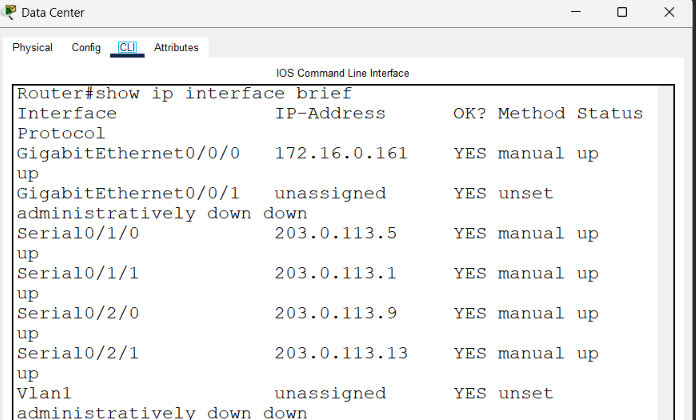 Data Center
Physical Config CLI Attributes
IOS Command Line Interface
Router#show ip interface brief
Interface IP-Address OK? Method Status
Protocol
GigabitEthernet0/0/0 172.16.0.161 YES manual up
up
GigabitEthernet0/0/1 unassigned YES unset
administratively down down
Serial0/1/0 203.0.113.5 YES manual up
up
Serial0/1/1 203.0.113.1 YES manual up
up
Serial0/2/0 203.0.113.9 YES manual up
up
Serial0/2/1 203.0.113.13 YES manual up
up
Vlan1 unassigned YES unset
administratively down down